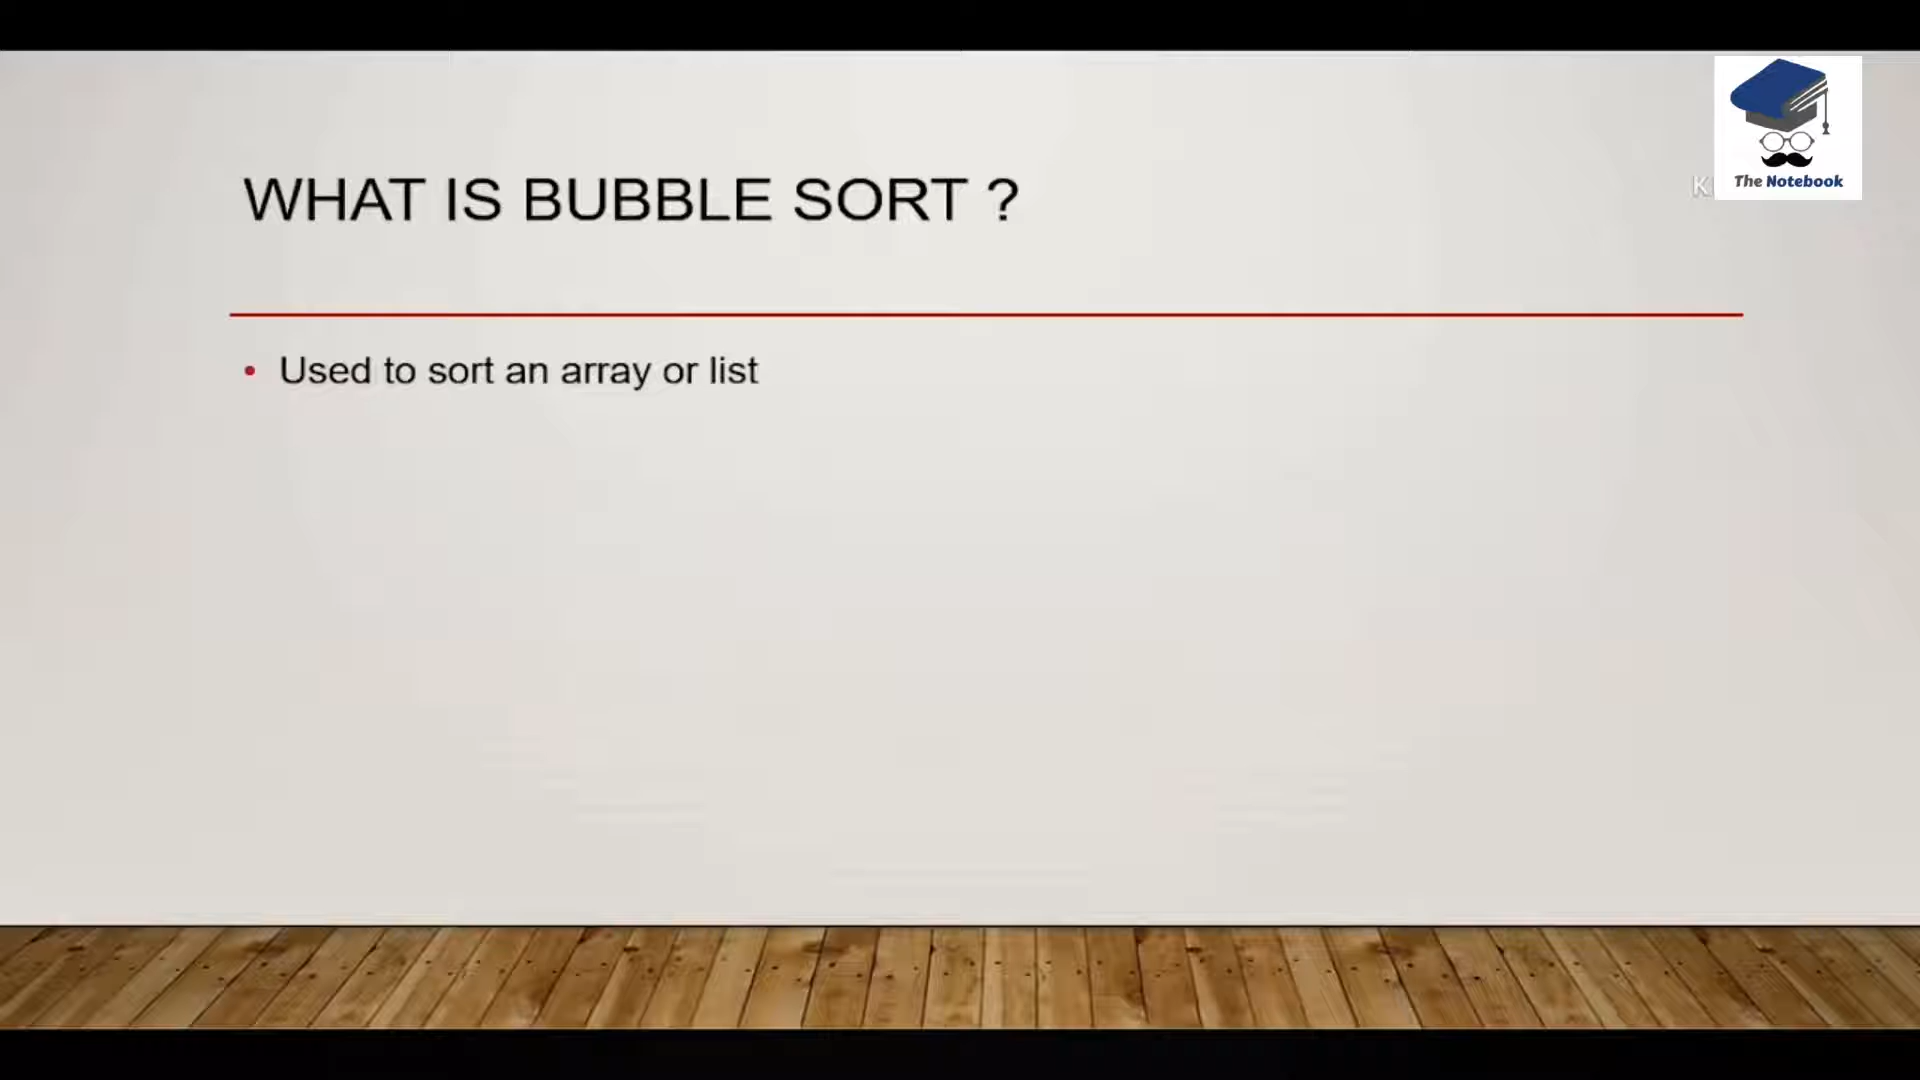 The Notebook
WHAT IS BUBBLE SORT ?
• Used to sort an array or list